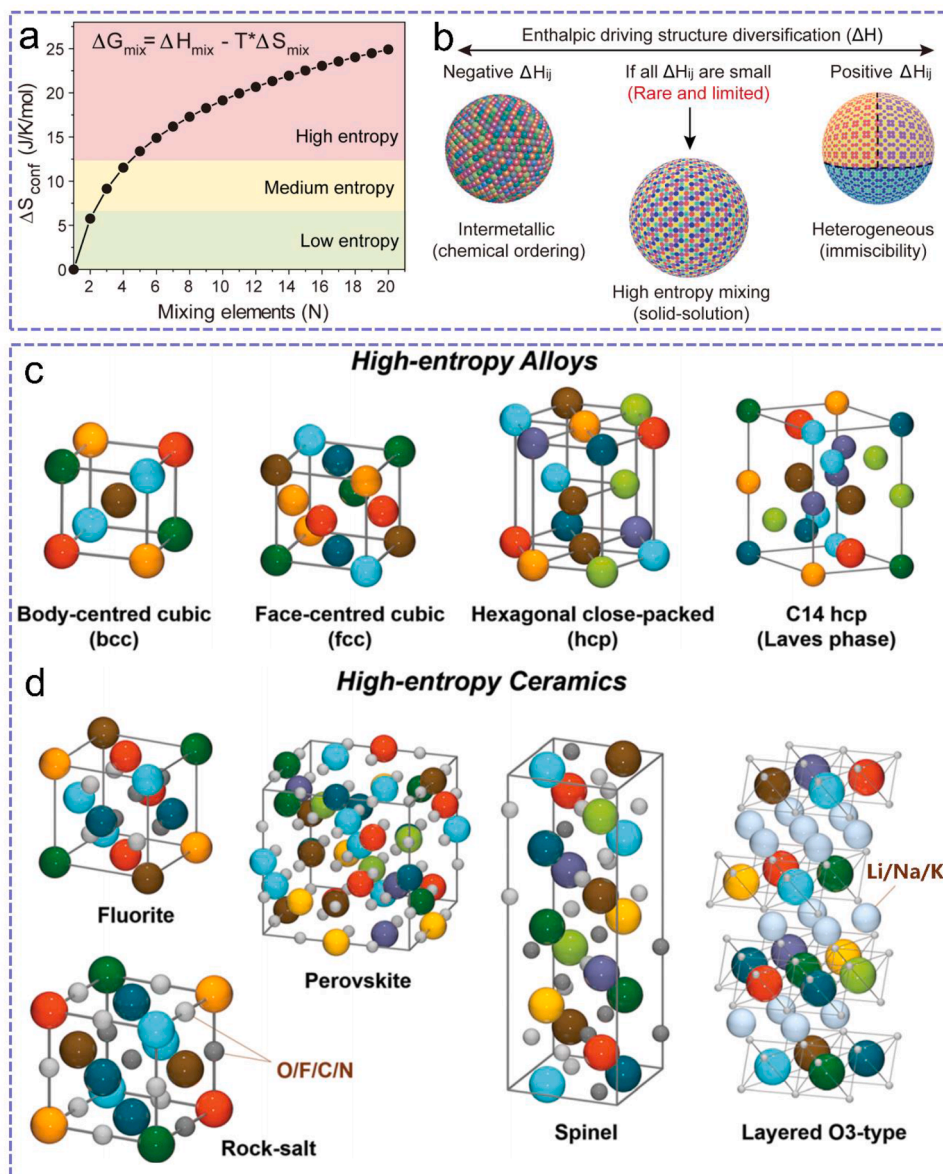 a
ΔG_mix = ΔH_mix - T*ΔS_mix
ΔS_conf (J/K/mol)
25
20
15
10
5
0
High entropy
Medium entropy
Low entropy
2 4 6 8 10 12 14 16 18 20
Mixing elements (N)
b
Enthalpic driving structure diversification (ΔH)
Negative ΔHij
If all ΔHij are small
(Rare and limited)
Positive ΔHij
Intermetallic
(chemical ordering)
High entropy mixing
(solid-solution)
Heterogeneous
(immiscibility)
c
High-entropy Alloys
Body-centred cubic
(bcc)
Face-centred cubic
(fcc)
Hexagonal close-packed
(hcp)
C14 hcp
(Laves phase)
d
High-entropy Ceramics
Fluorite
Perovskite
Li/Na/K
O/F/C/N
Rock-salt
Spinel
Layered O3-type